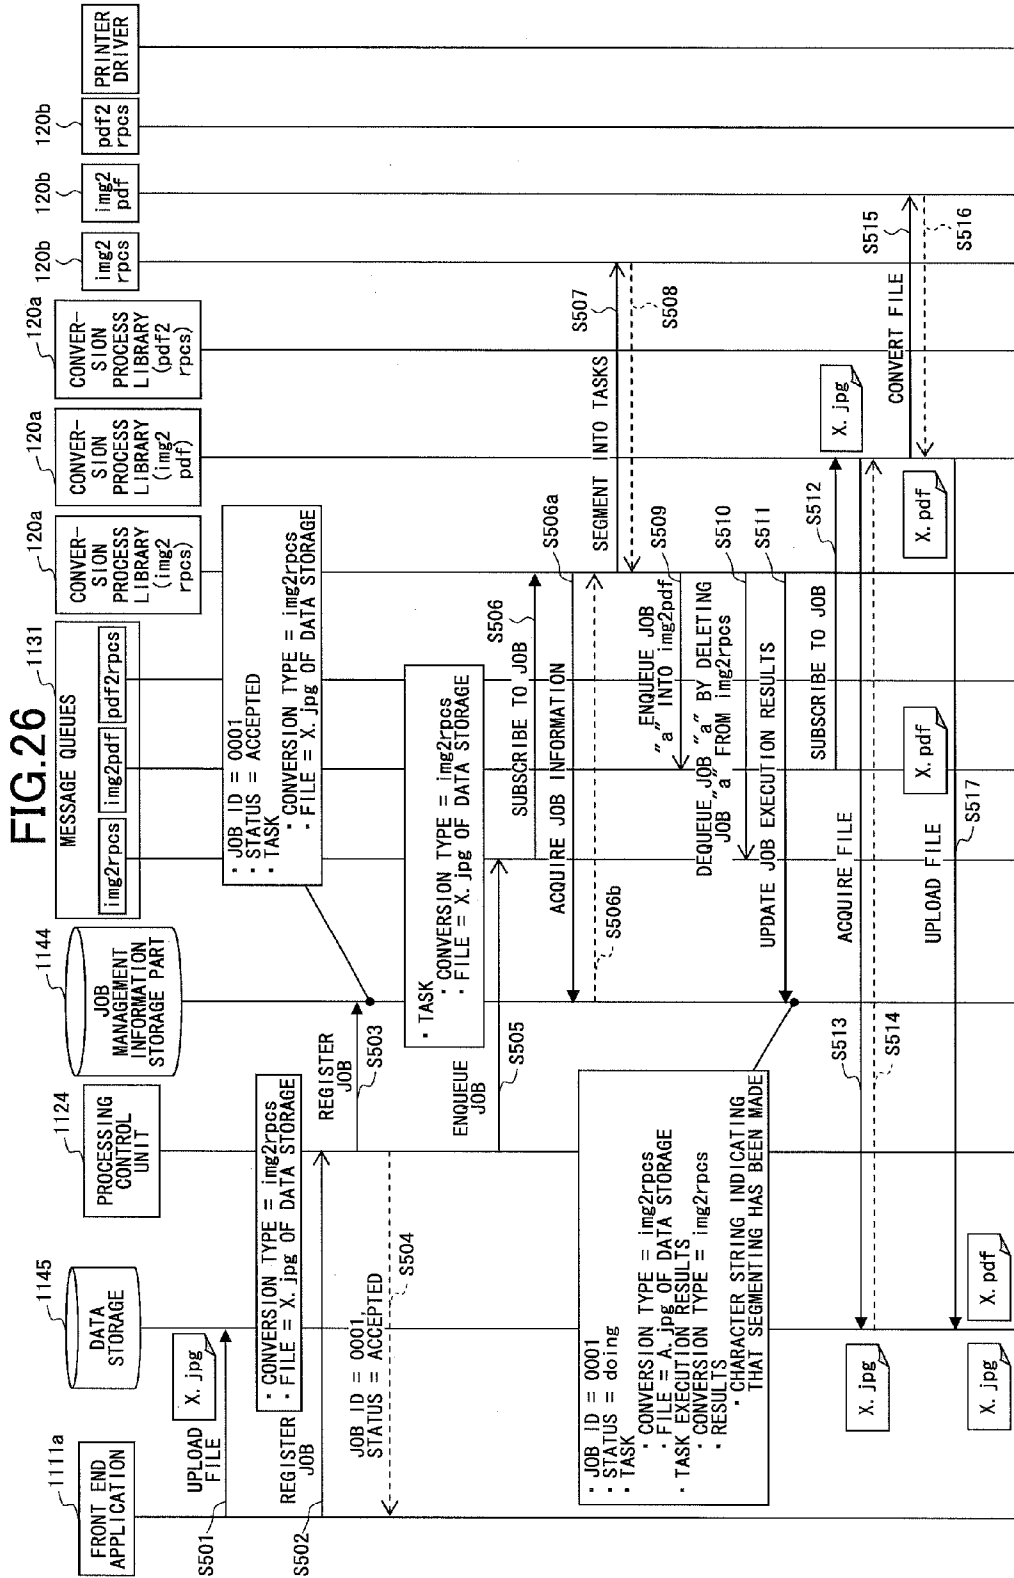 FIG.26
1111a
FRONT END
APPLICATION
1145
DATA
STORAGE
1124
PROCESSING
CONTROL
UNIT
1144
JOB
MANAGEMENT
INFORMATION
STORAGE PART
1131
MESSAGE QUEUES
img2rpcs
img2pdf
pdf2rpcs
120a
CONVER-
SION
PROCESS
LIBRARY
(img2
rpcs)
120a
CONVER-
SION
PROCESS
LIBRARY
(img2
pdf)
120a
CONVER-
SION
PROCESS
LIBRARY
(pdf2
rpcs)
120b
img2
rpcs
120b
img2
pdf
120b
pdf2
rpcs
PRINTER
DRIVER
S501
UPLOAD
FILE
X.jpg
S502
REGISTER
JOB
・CONVERSION TYPE = img2rpcs
・FILE = X.jpg OF DATA STORAGE
REGISTER
JOB
S503
・JOB ID = 0001
・STATUS = ACCEPTED
・TASK
・CONVERSION TYPE = img2rpcs
・FILE = X.jpg OF DATA STORAGE
JOB ID = 0001,
STATUS = ACCEPTED
S504
・TASK
・CONVERSION TYPE = img2rpcs
・FILE = X.jpg OF DATA STORAGE
ENQUEUE
JOB
S505
SUBSCRIBE TO JOB
S506
ACQUIRE JOB INFORMATION
S506a
S506b
SEGMENT INTO TASKS
S507
S508
ENQUEUE JOB
"a" INTO img2pdf
S509
DEQUEUE JOB "a" BY DELETING
JOB "a" FROM img2rpcs
S510
UPDATE JOB EXECUTION RESULTS
S511
・JOB ID = 0001
・STATUS = doing
・TASK
・CONVERSION TYPE = img2rpcs
・FILE = A.jpg OF DATA STORAGE
・TASK EXECUTION RESULTS
・CONVERSION TYPE = img2rpcs
・RESULTS
・CHARACTER STRING INDICATING
THAT SEGMENTING HAS BEEN MADE
SUBSCRIBE TO JOB
S512
X.jpg
ACQUIRE FILE
S513
S514
X.jpg
CONVERT FILE
S515
S516
X.pdf
X.pdf
UPLOAD FILE
S517
X.jpg
X.pdf